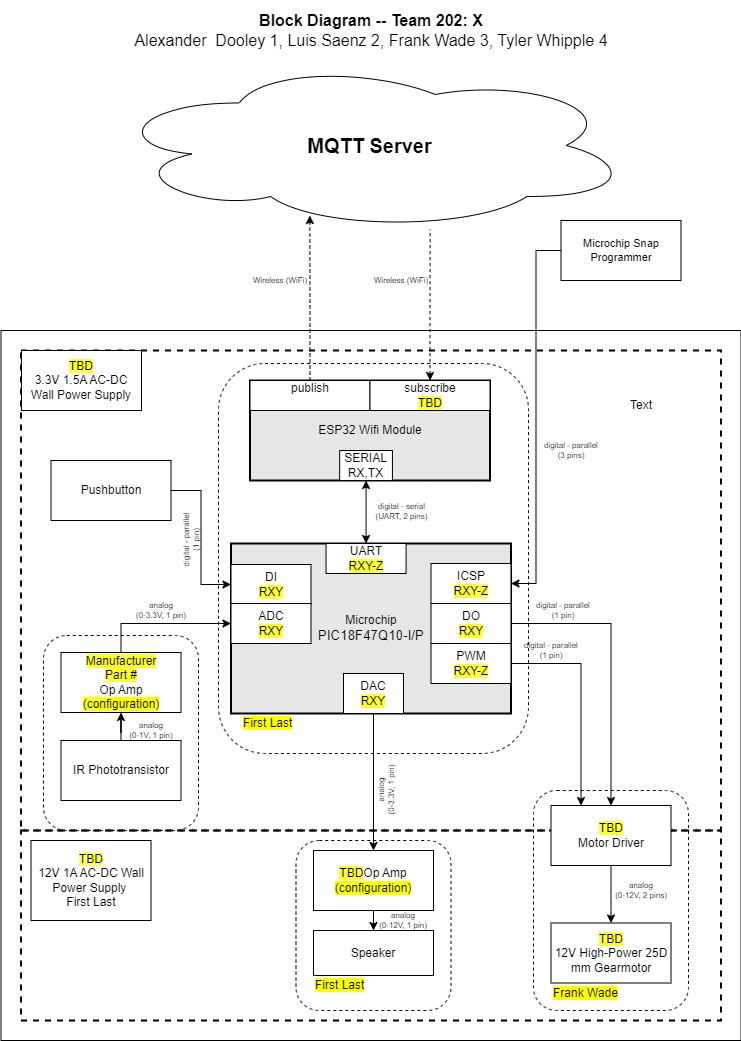 Block Diagram -- Team 202: X
Alexander  Dooley 1, Luis Saenz 2, Frank Wade 3, Tyler Whipple 4
MQTT Server
Microchip Snap
Programmer
Wireless (WiFi)
Wireless (WiFi)
TBD
3.3V 1.5A AC-DC
Wall Power Supply
publish
subscribe
TBD
Text
ESP32 Wifi Module
SERIAL
RX,TX
digital - parallel
(3 pins)
Pushbutton
digital - serial
(UART, 2 pins)
digital - parallel
(1 pin)
UART
RXY-Z
DI
RXY
ICSP
RXY-Z
analog
(0-3.3V, 1 pin)
ADC
RXY
Microchip
PIC18F47Q10-I/P
DO
RXY
digital - parallel
(1 pin)
PWM
RXY-Z
digital - parallel
(1 pin)
Manufacturer
Part #
Op Amp
(configuration)
DAC
RXY
First Last
analog
(0-1V, 1 pin)
IR Phototransistor
analog
(0-3.3V, 1 pin)
TBD
Motor Driver
TBD
12V 1A AC-DC Wall
Power Supply
First Last
TBDOp Amp
(configuration)
analog
(0-12V, 2 pins)
analog
(0-12V, 1 pin)
Speaker
First Last
TBD
12V High-Power 25D
mm Gearmotor
Frank Wade